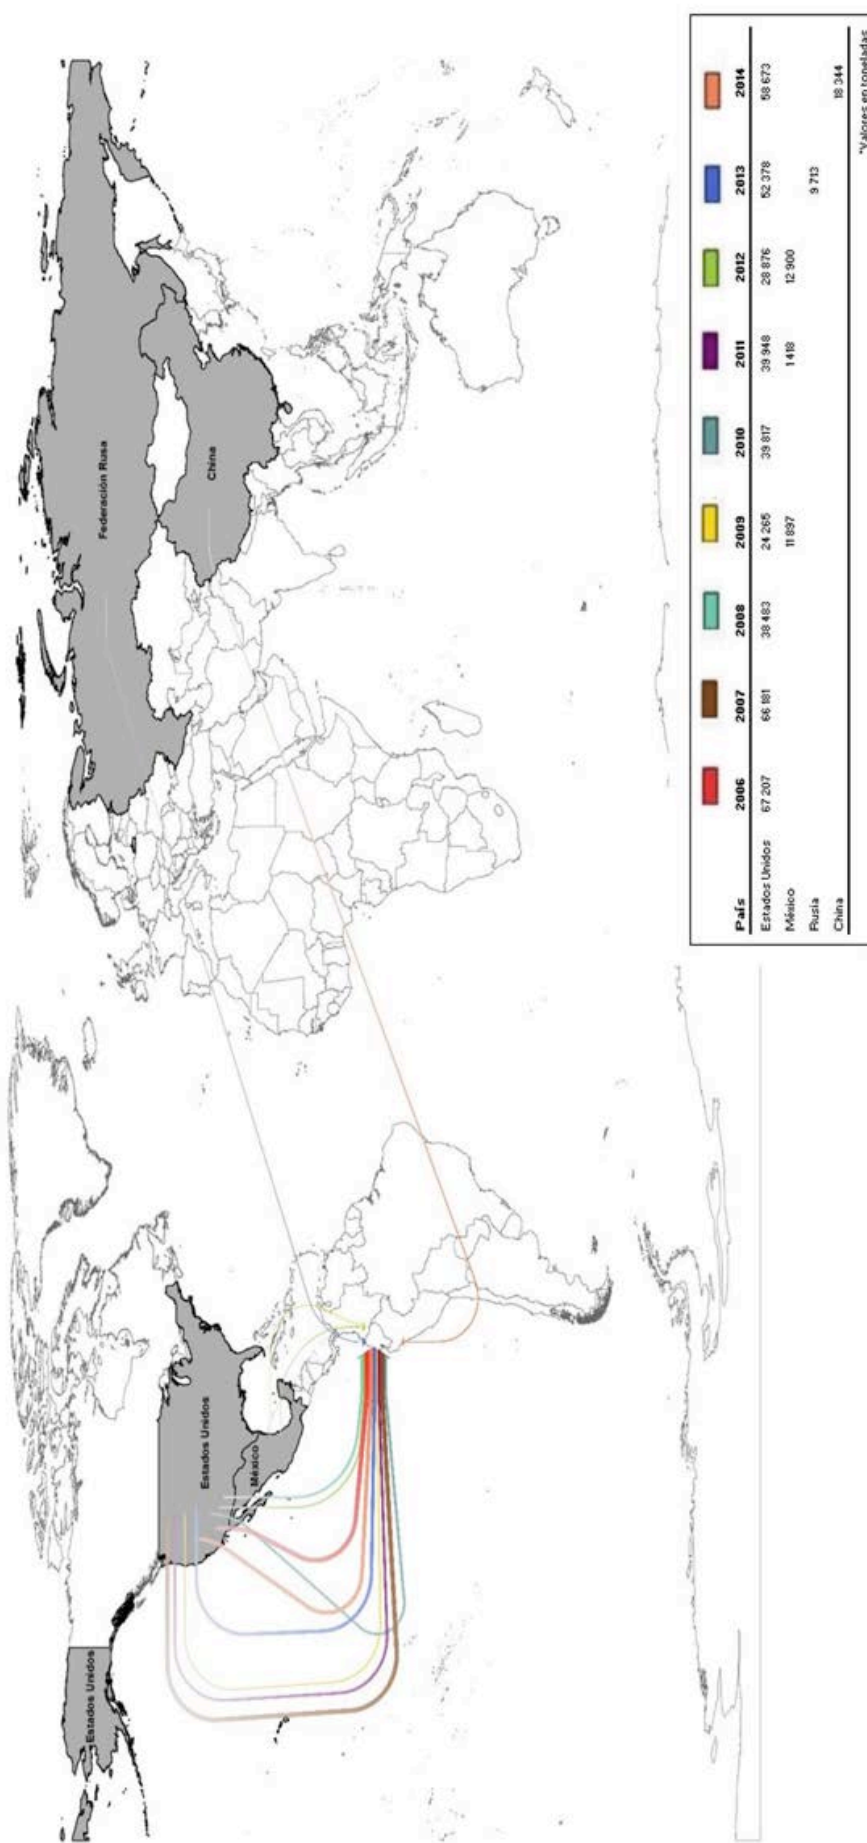 Federación Rusa
China
Estados Unidos
Estados Unidos
México
País 2006 2007 2008 2009 2010 2011 2012 2013 2014
Estados Unidos 67 207 66 181 38 483 24 265 39 817 39 948 28 876 52 378 58 673
México 11 897 1 418 12 900
Rusia 9 713
China 18 344
*Valores en toneladas